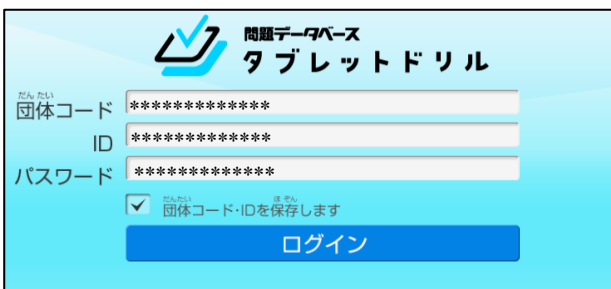 問題データベース
タブレットドリル
だんたい
団体コード *************
ID *************
パスワード *************
だんたい ほぞん
団体コード・IDを保存します
ログイン